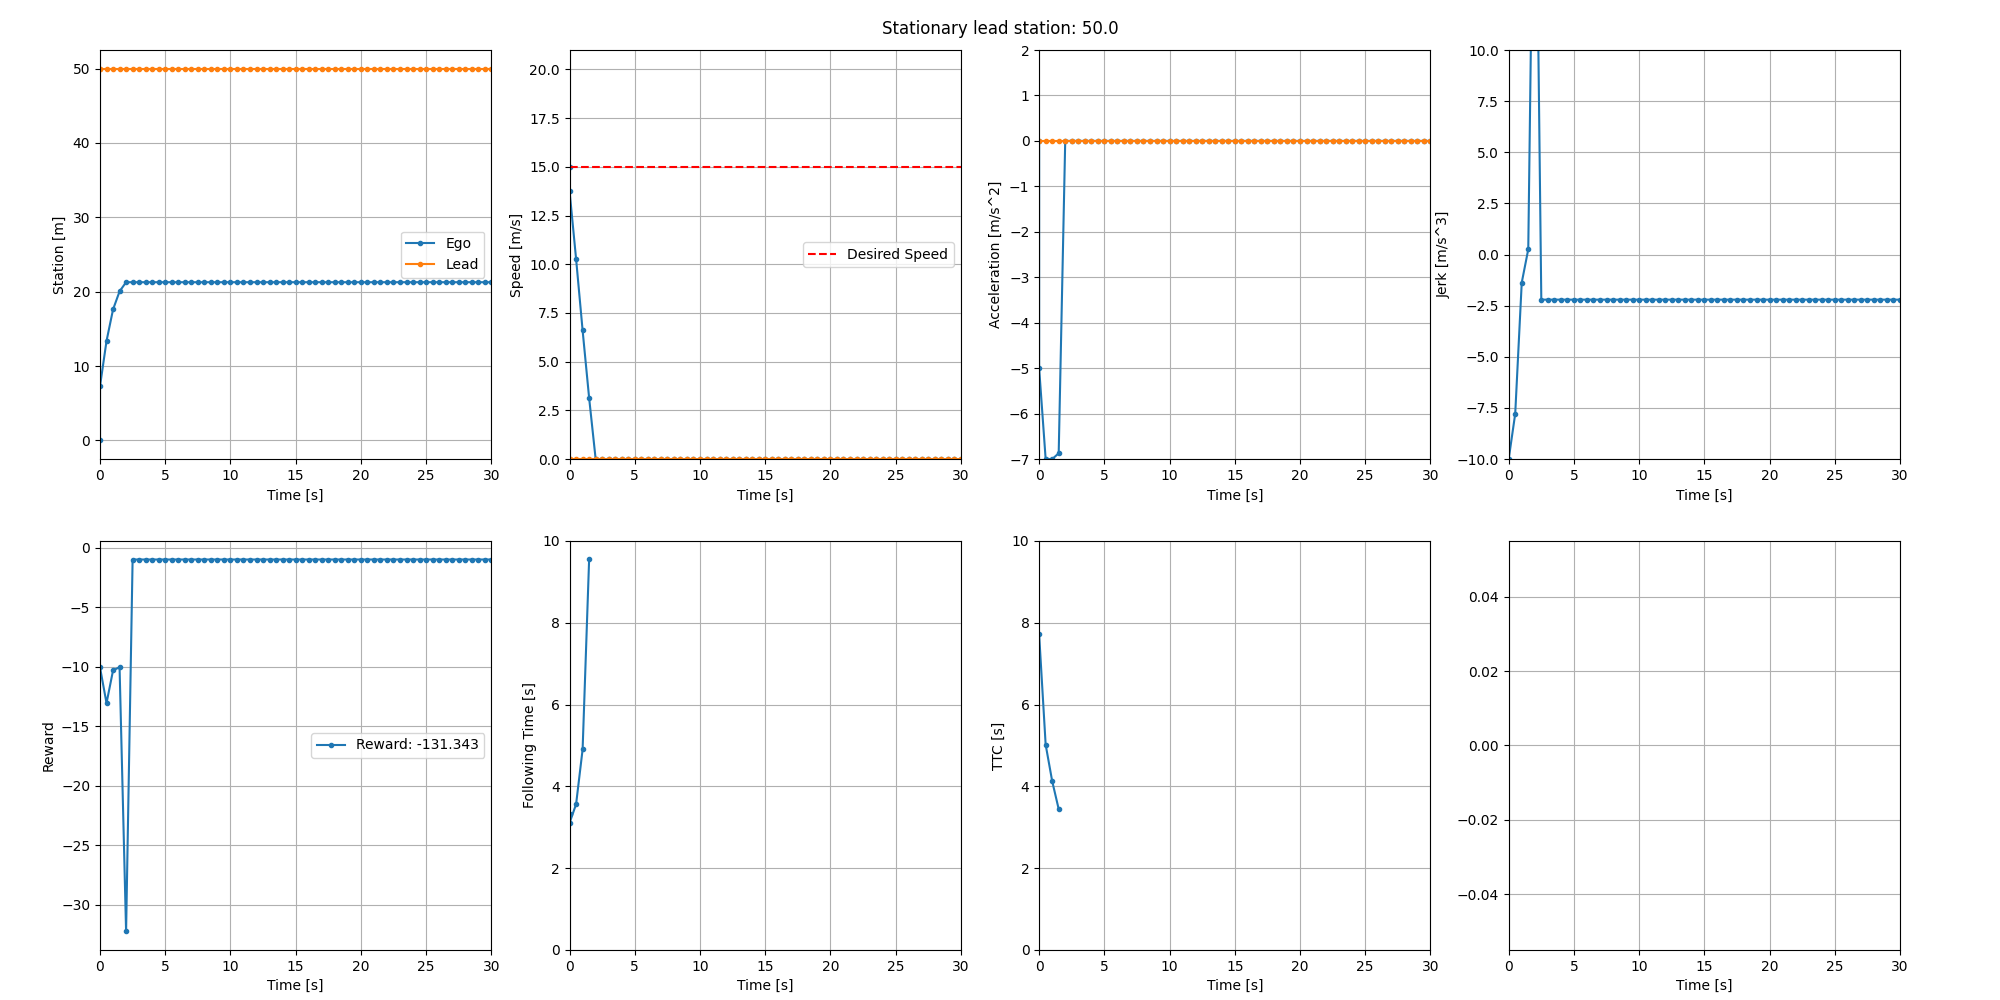 Stationary lead station: 50.0
Station [m]
50
40
30
20
10
0
Ego
Lead
0 5 10 15 20 25 30
Time [s]
Speed [m/s]
20.0
17.5
15.0
12.5
10.0
7.5
5.0
2.5
0.0
Desired Speed
0 5 10 15 20 25 30
Time [s]
Acceleration [m/s^2]
2
1
0
−1
−2
−3
−4
−5
−6
−7
0 5 10 15 20 25 30
Time [s]
Jerk [m/s^3]
10.0
7.5
5.0
2.5
0.0
−2.5
−5.0
−7.5
−10.0
0 5 10 15 20 25 30
Time [s]
Reward
0
−5
−10
−15
−20
−25
−30
Reward: -131.343
0 5 10 15 20 25 30
Time [s]
Following Time [s]
10
8
6
4
2
0
0 5 10 15 20 25 30
Time [s]
TTC [s]
10
8
6
4
2
0
0 5 10 15 20 25 30
Time [s]
0.04
0.02
0.00
−0.02
−0.04
0 5 10 15 20 25 30
Time [s]